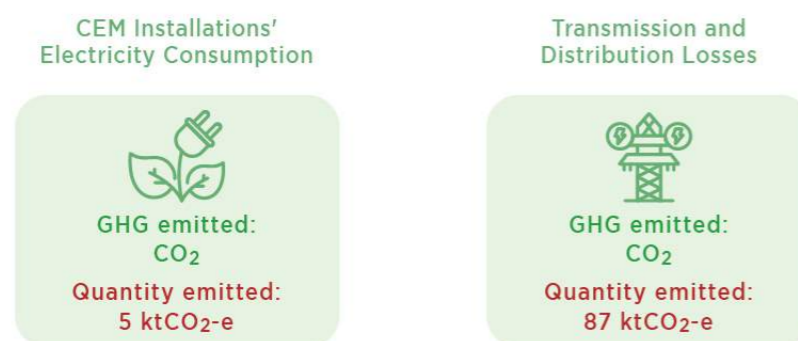 CEM Installations'
Electricity Consumption
GHG emitted:
CO₂
Quantity emitted:
5 ktCO₂-e
Transmission and
Distribution Losses
GHG emitted:
CO₂
Quantity emitted:
87 ktCO₂-e